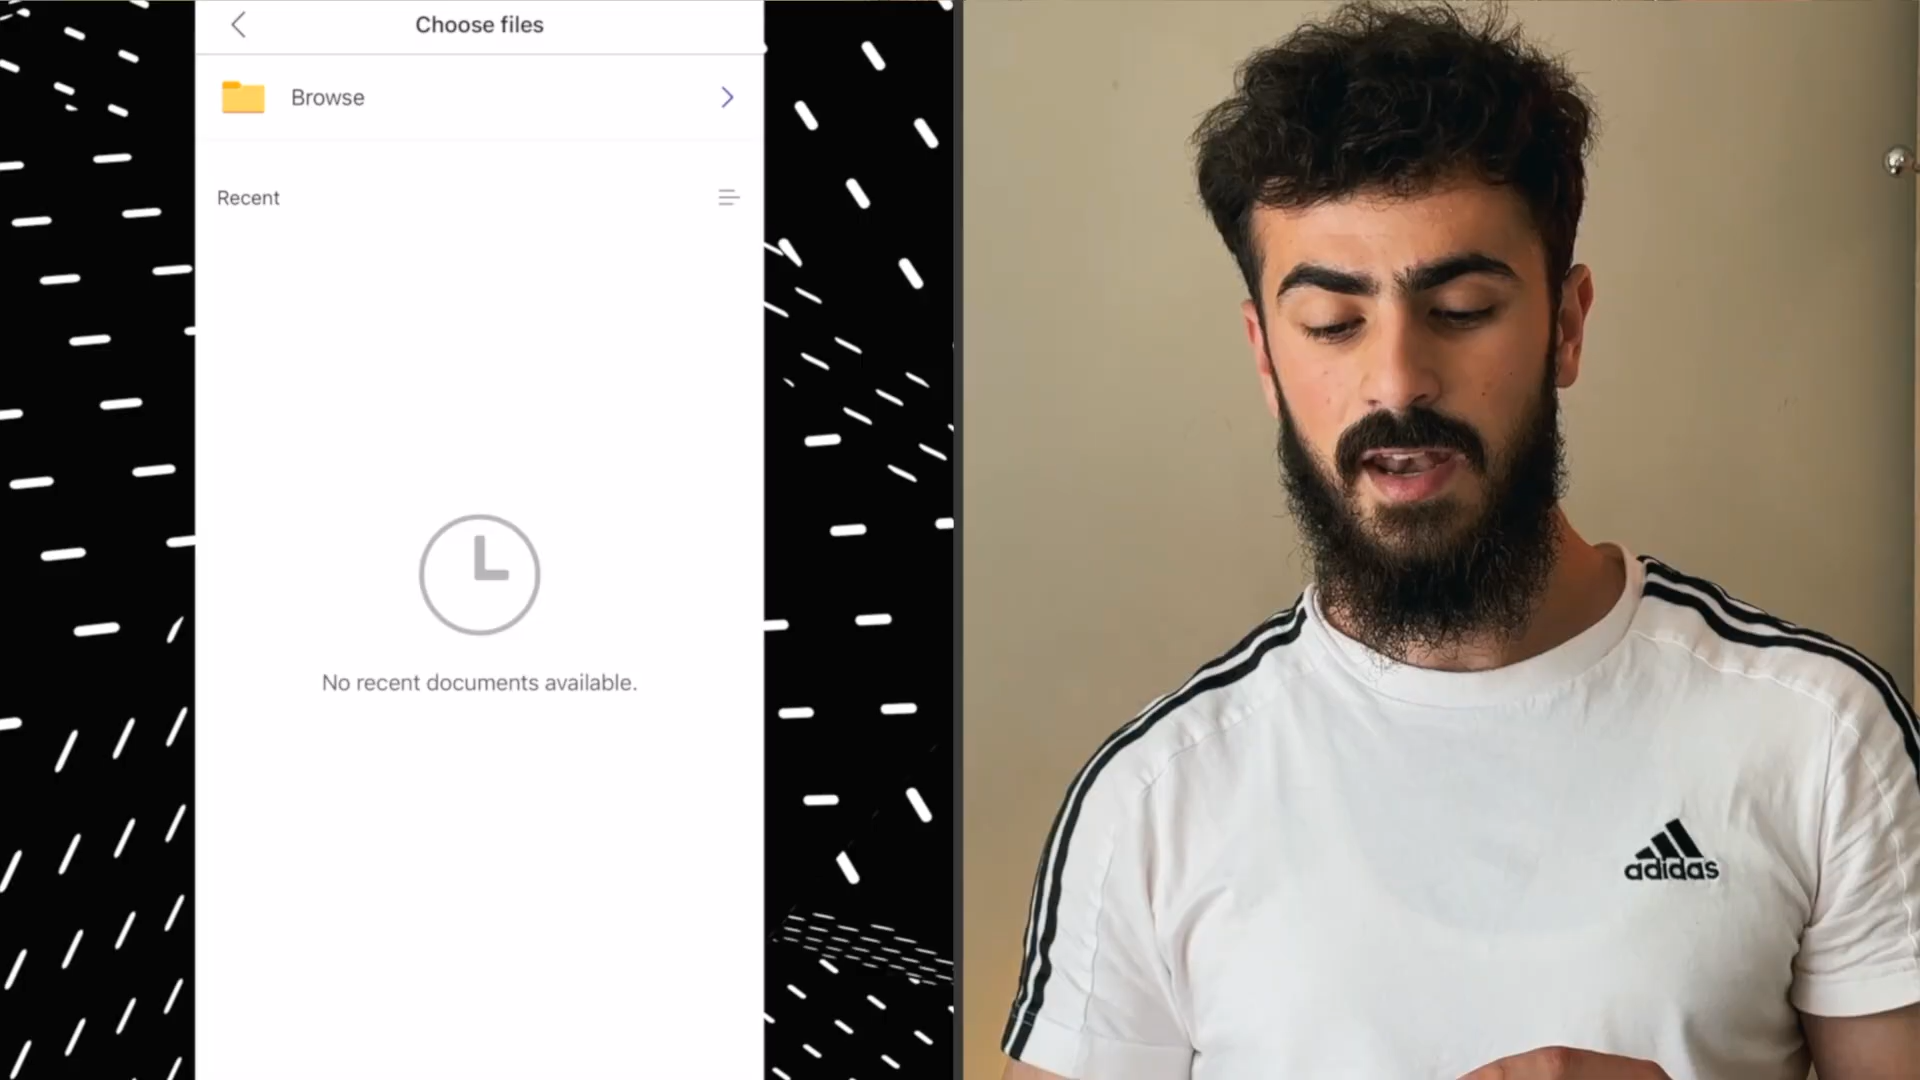 Choose files
Browse
Recent
No recent documents available.
adidas